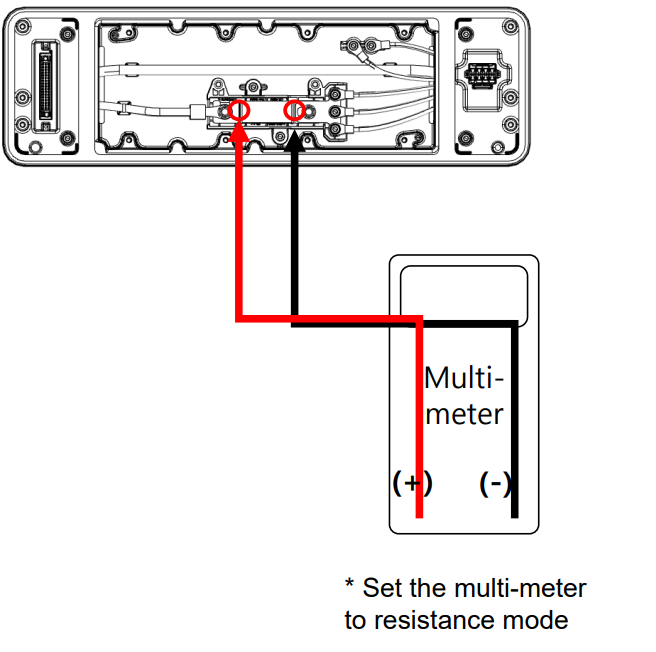 Multi-
meter
(+) (-)
* Set the multi-meter
to resistance mode